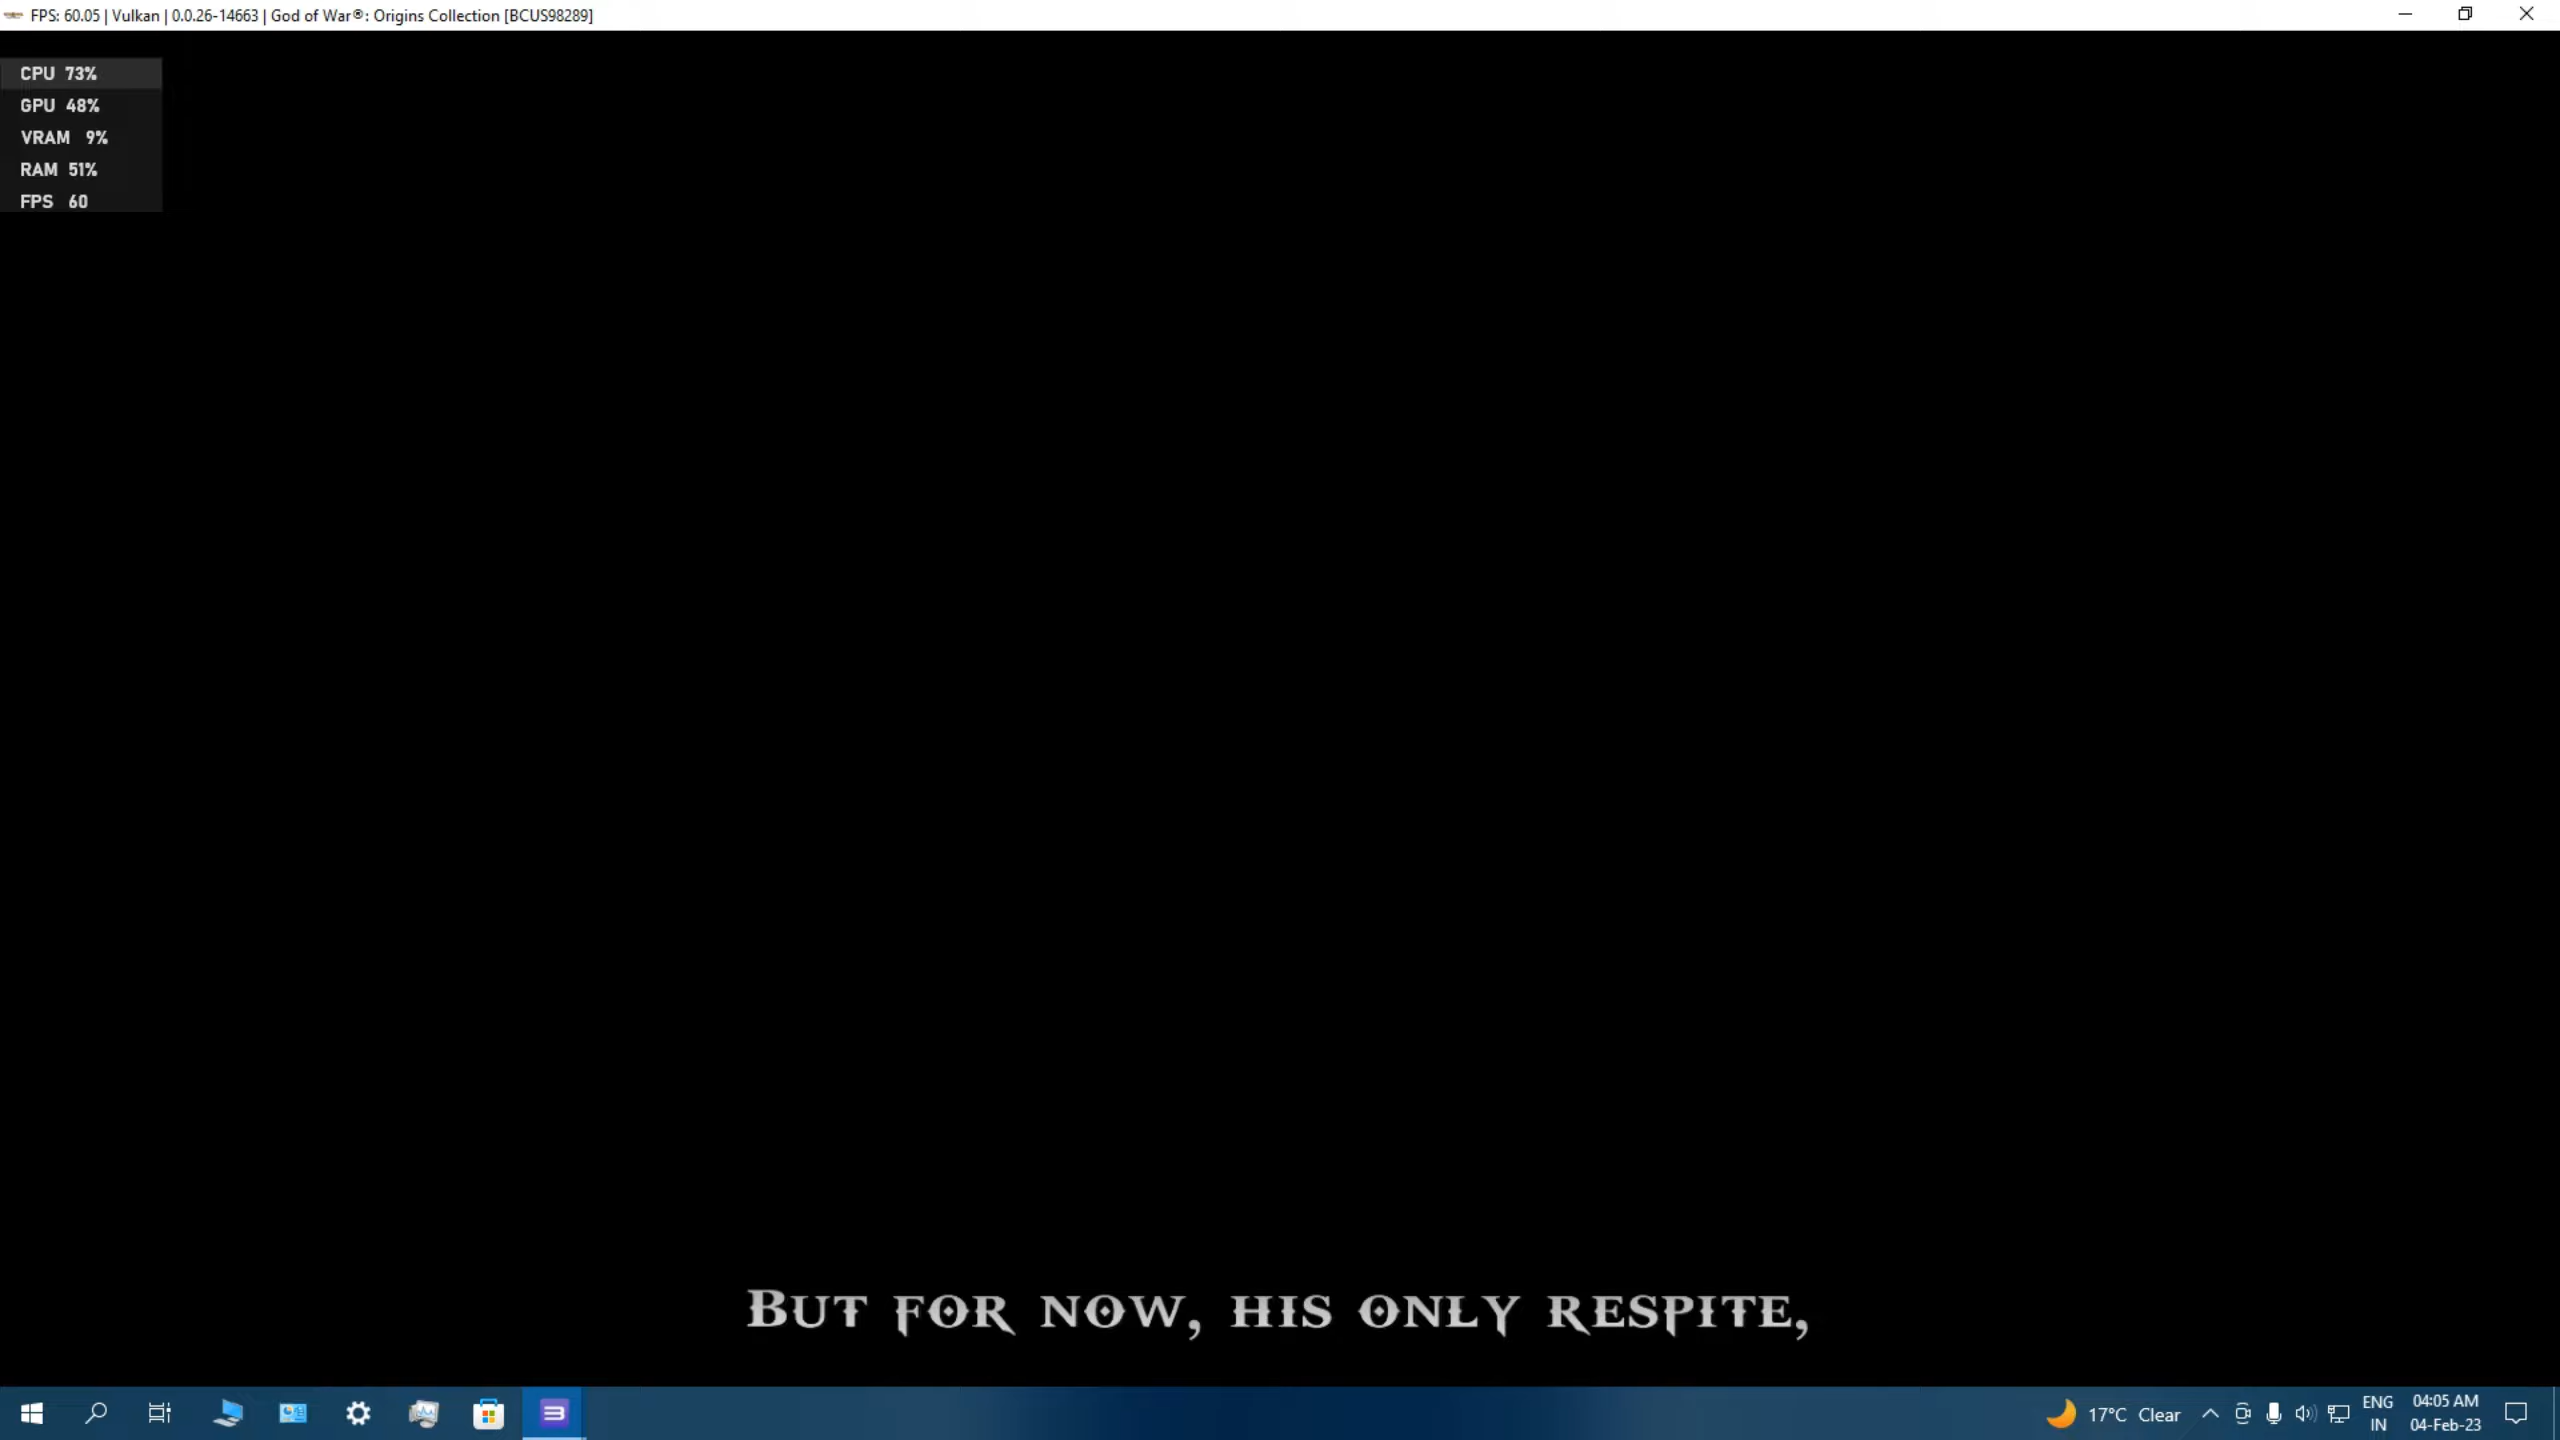 FPS: 60.05 | Vulkan | 0.0.26-14663 | God of War®: Origins Collection [BCUS98289]
CPU 73%
GPU 48%
VRAM 9%
RAM 51%
FPS 60
BUT FOR NOW, HIS ONLY RESPITE,
17°C Clear
ENG
IN
04:05 AM
04-Feb-23